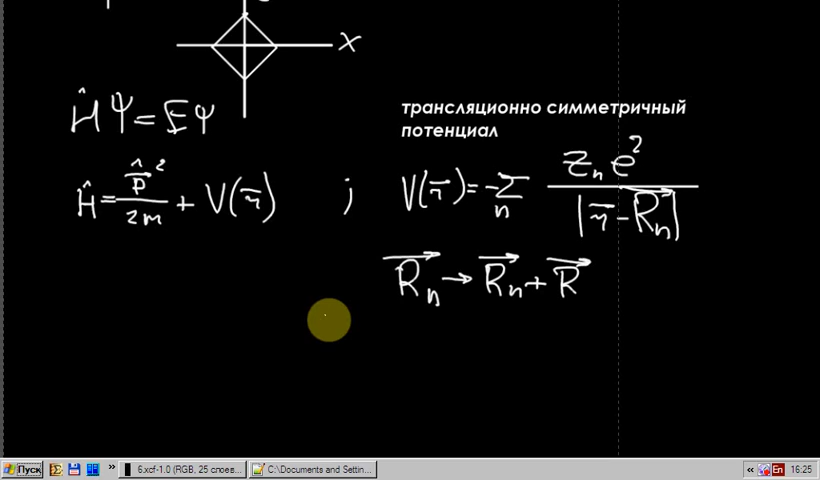 x
ĤΨ = EΨ
трансляционно симметричный
потенциал
Ĥ = p̂⃗²/2m + V(r⃗) ; V(r⃗) = -Σₙ Zₙe²/|r⃗ - R⃗ₙ|
R⃗ₙ → R⃗ₙ + R⃗
Пуск » 6.xcf-1.0 (RGB, 25 слоев... C:\Documents and Settin... « En 16:25